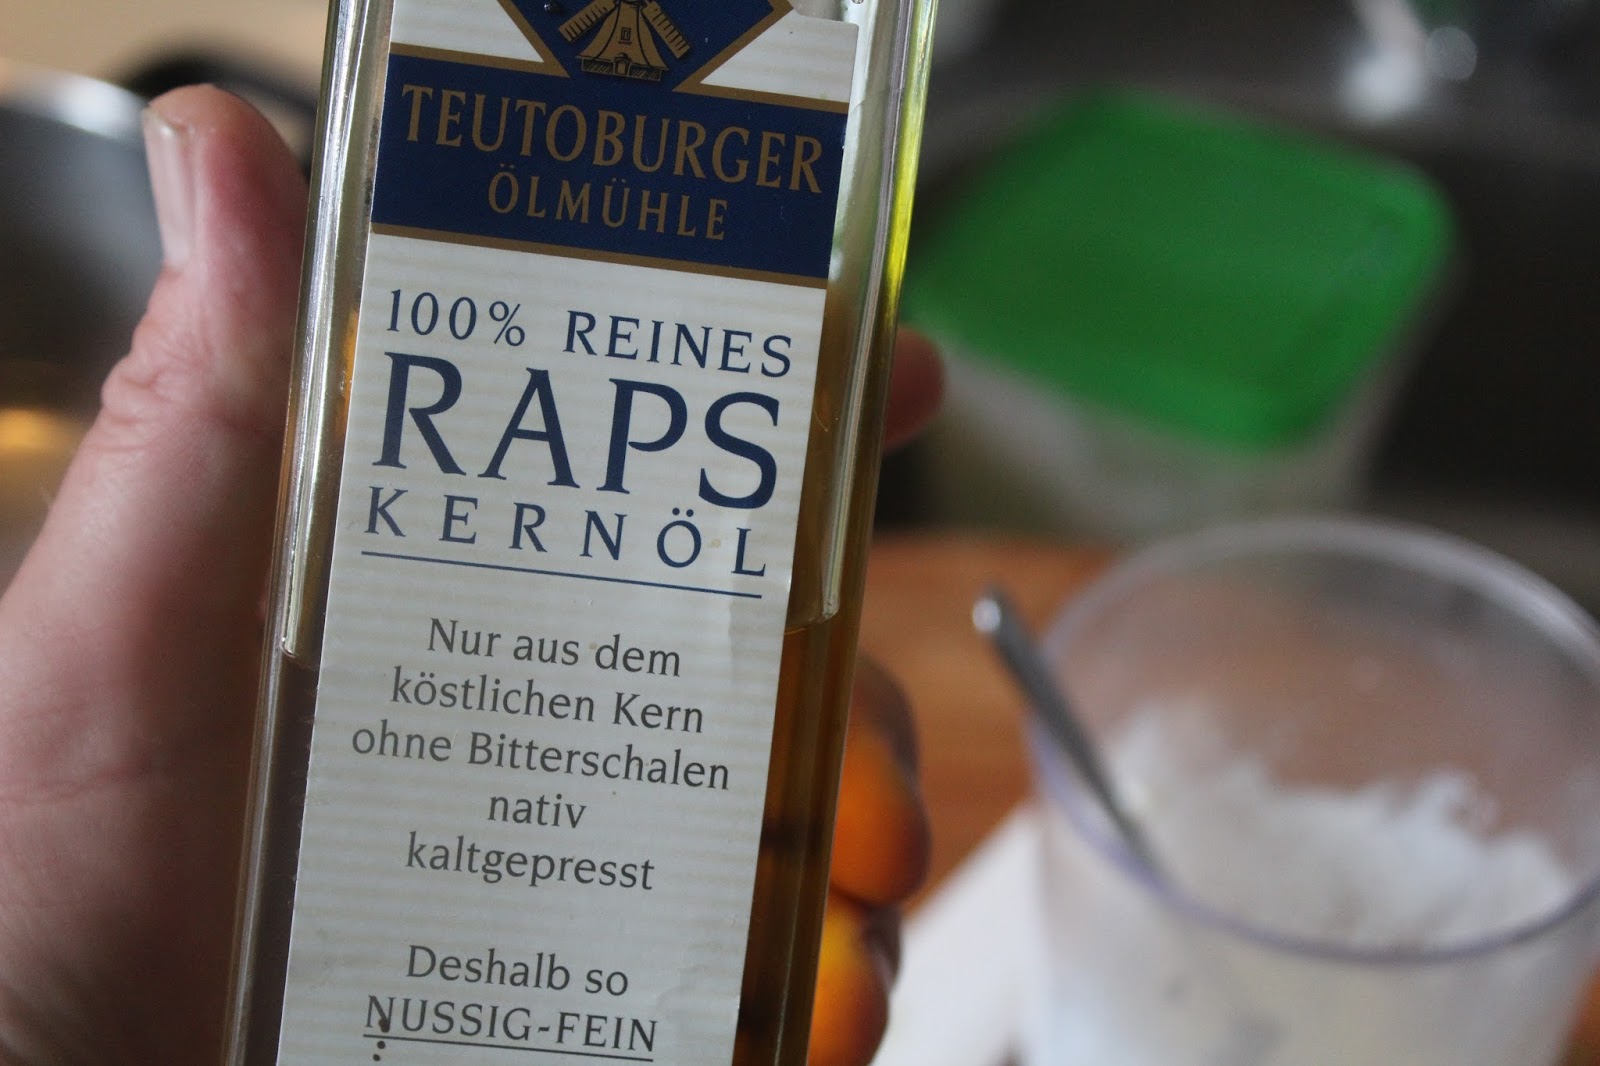 TEUTOBURGER
ÖLMÜHLE
100% REINES
RAPS
KERNÖL
Nur aus dem
köstlichen Kern
ohne Bitterschalen
nativ
kaltgepresst
Deshalb so
NUSSIG-FEIN